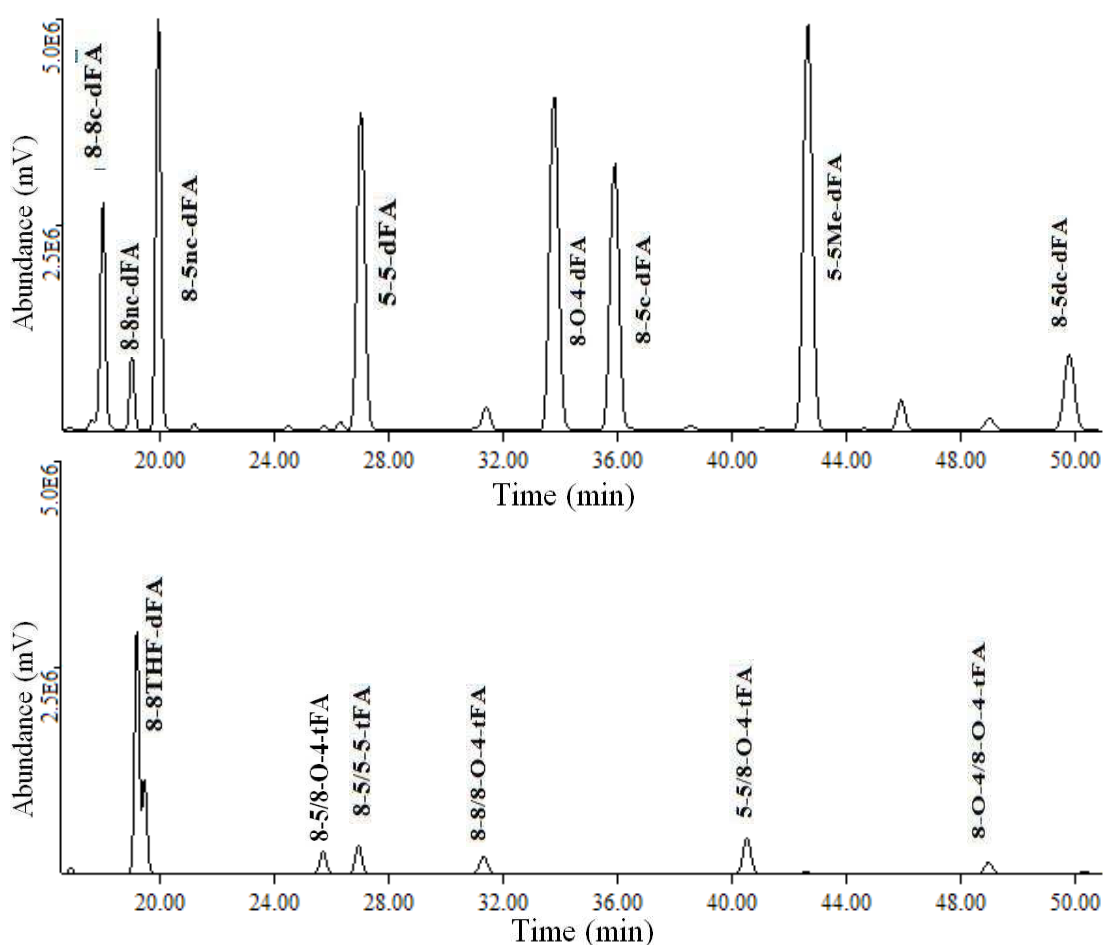 Abundance (mV)
5.0E6
2.5E6
8-8c-dFA
8-8nc-dFA
8-5nc-dFA
5-5-dFA
8-O-4-dFA
8-5c-dFA
5-5Me-dFA
8-5dc-dFA
20.00 24.00 28.00 32.00 36.00 40.00 44.00 48.00 50.00
Time (min)
Abundance (mV)
5.0E6
2.5E6
8-8THF-dFA
8-5/8-O-4-tFA
8-5/5-5-tFA
8-8/8-O-4-tFA
5-5/8-O-4-tFA
8-O-4/8-O-4-tFA
20.00 24.00 28.00 32.00 36.00 40.00 44.00 48.00 50.00
Time (min)